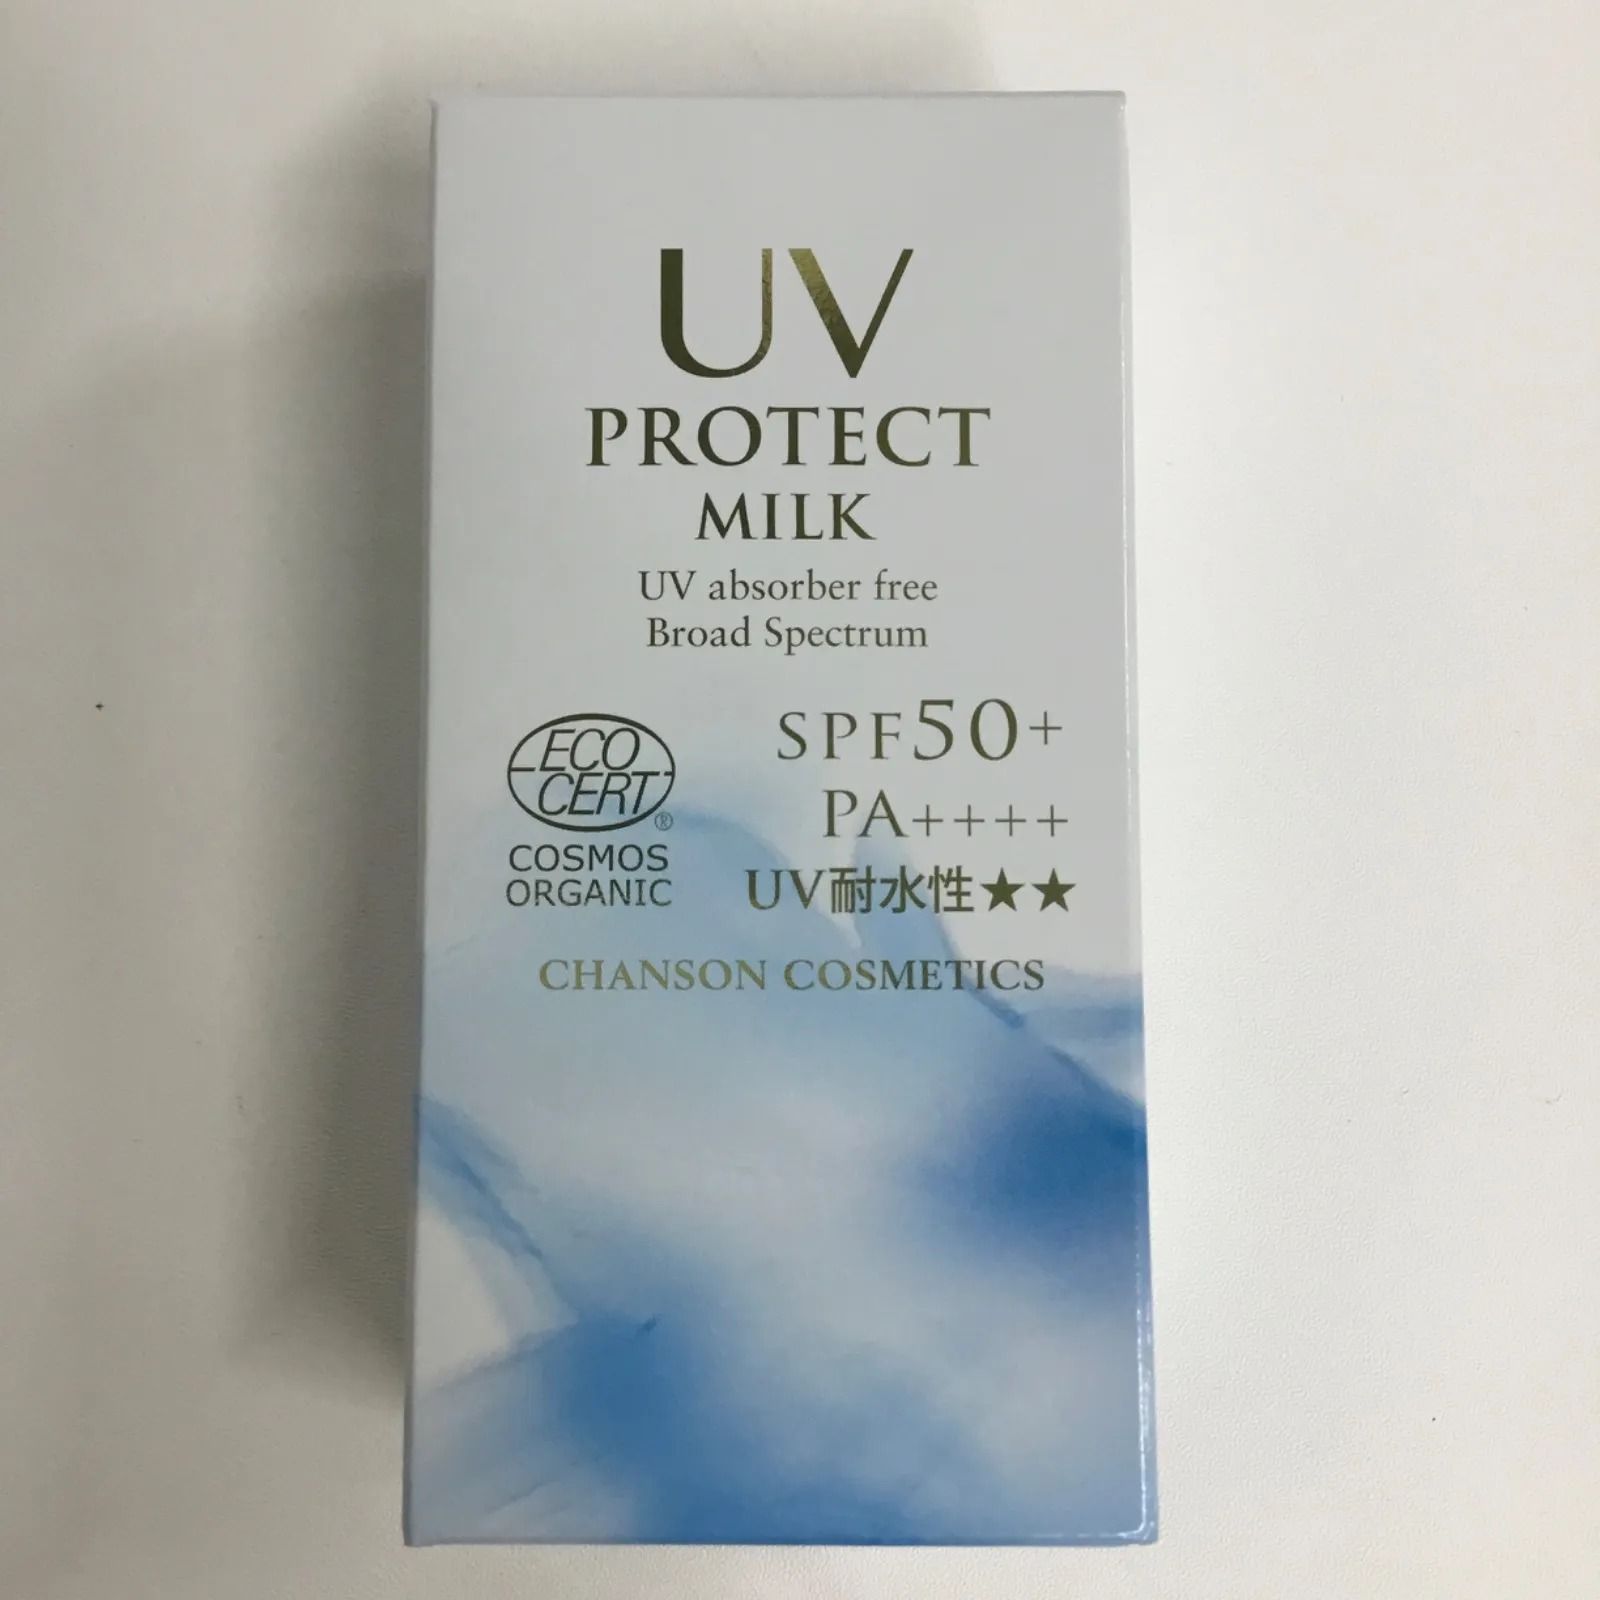 UV
PROTECT
MILK
UV absorber free
Broad Spectrum
SPF50+
PA++++
UV耐水性★★
ECO
CERT®
COSMOS
ORGANIC
CHANSON COSMETICS